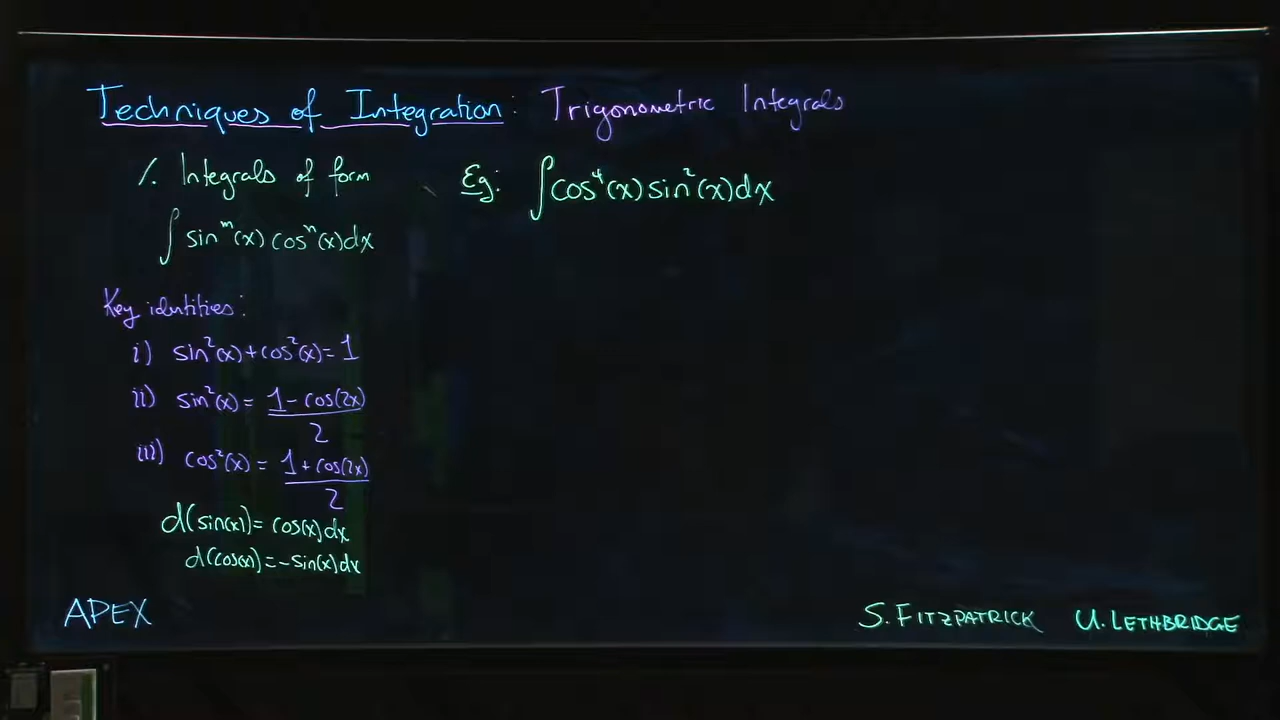 Techniques of Integration: Trigonometric Integrals
1. Integrals of form
∫ sin^m(x) cos^n(x)dx
Key identities:
i) sin²(x)+cos²(x)=1
ii) sin²(x) = (1-cos(2x))/2
iii) cos²(x) = (1+cos(2x))/2
d(sin(x))=cos(x)dx
d(cos(x))=-sin(x)dx
Eg: ∫cos⁴(x)sin²(x)dx
APEX
S. FITZPATRICK U. LETHBRIDGE